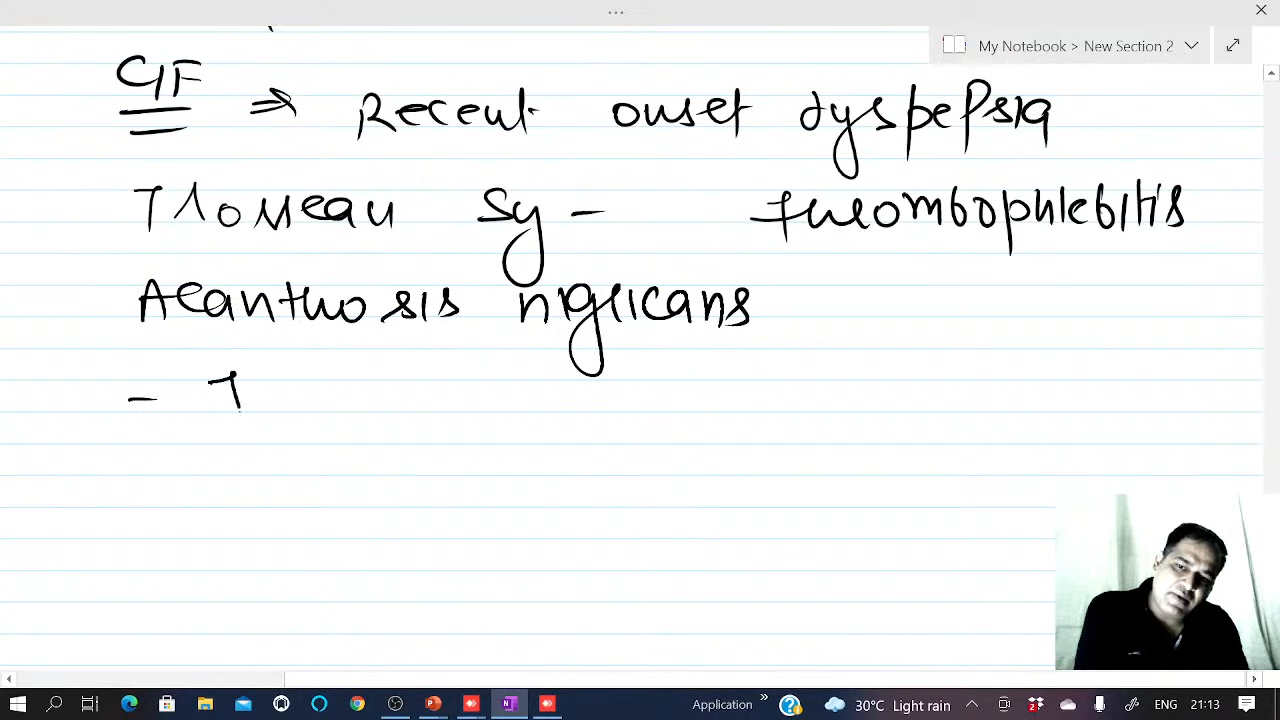 ...
My Notebook > New Section 2
C/F ⇒ Recent onset dyspepsia
Trousseau Sy - thrombophlebitis
Acanthosis nigricans
- T
Application
»
30°C Light rain
ENG
21:13